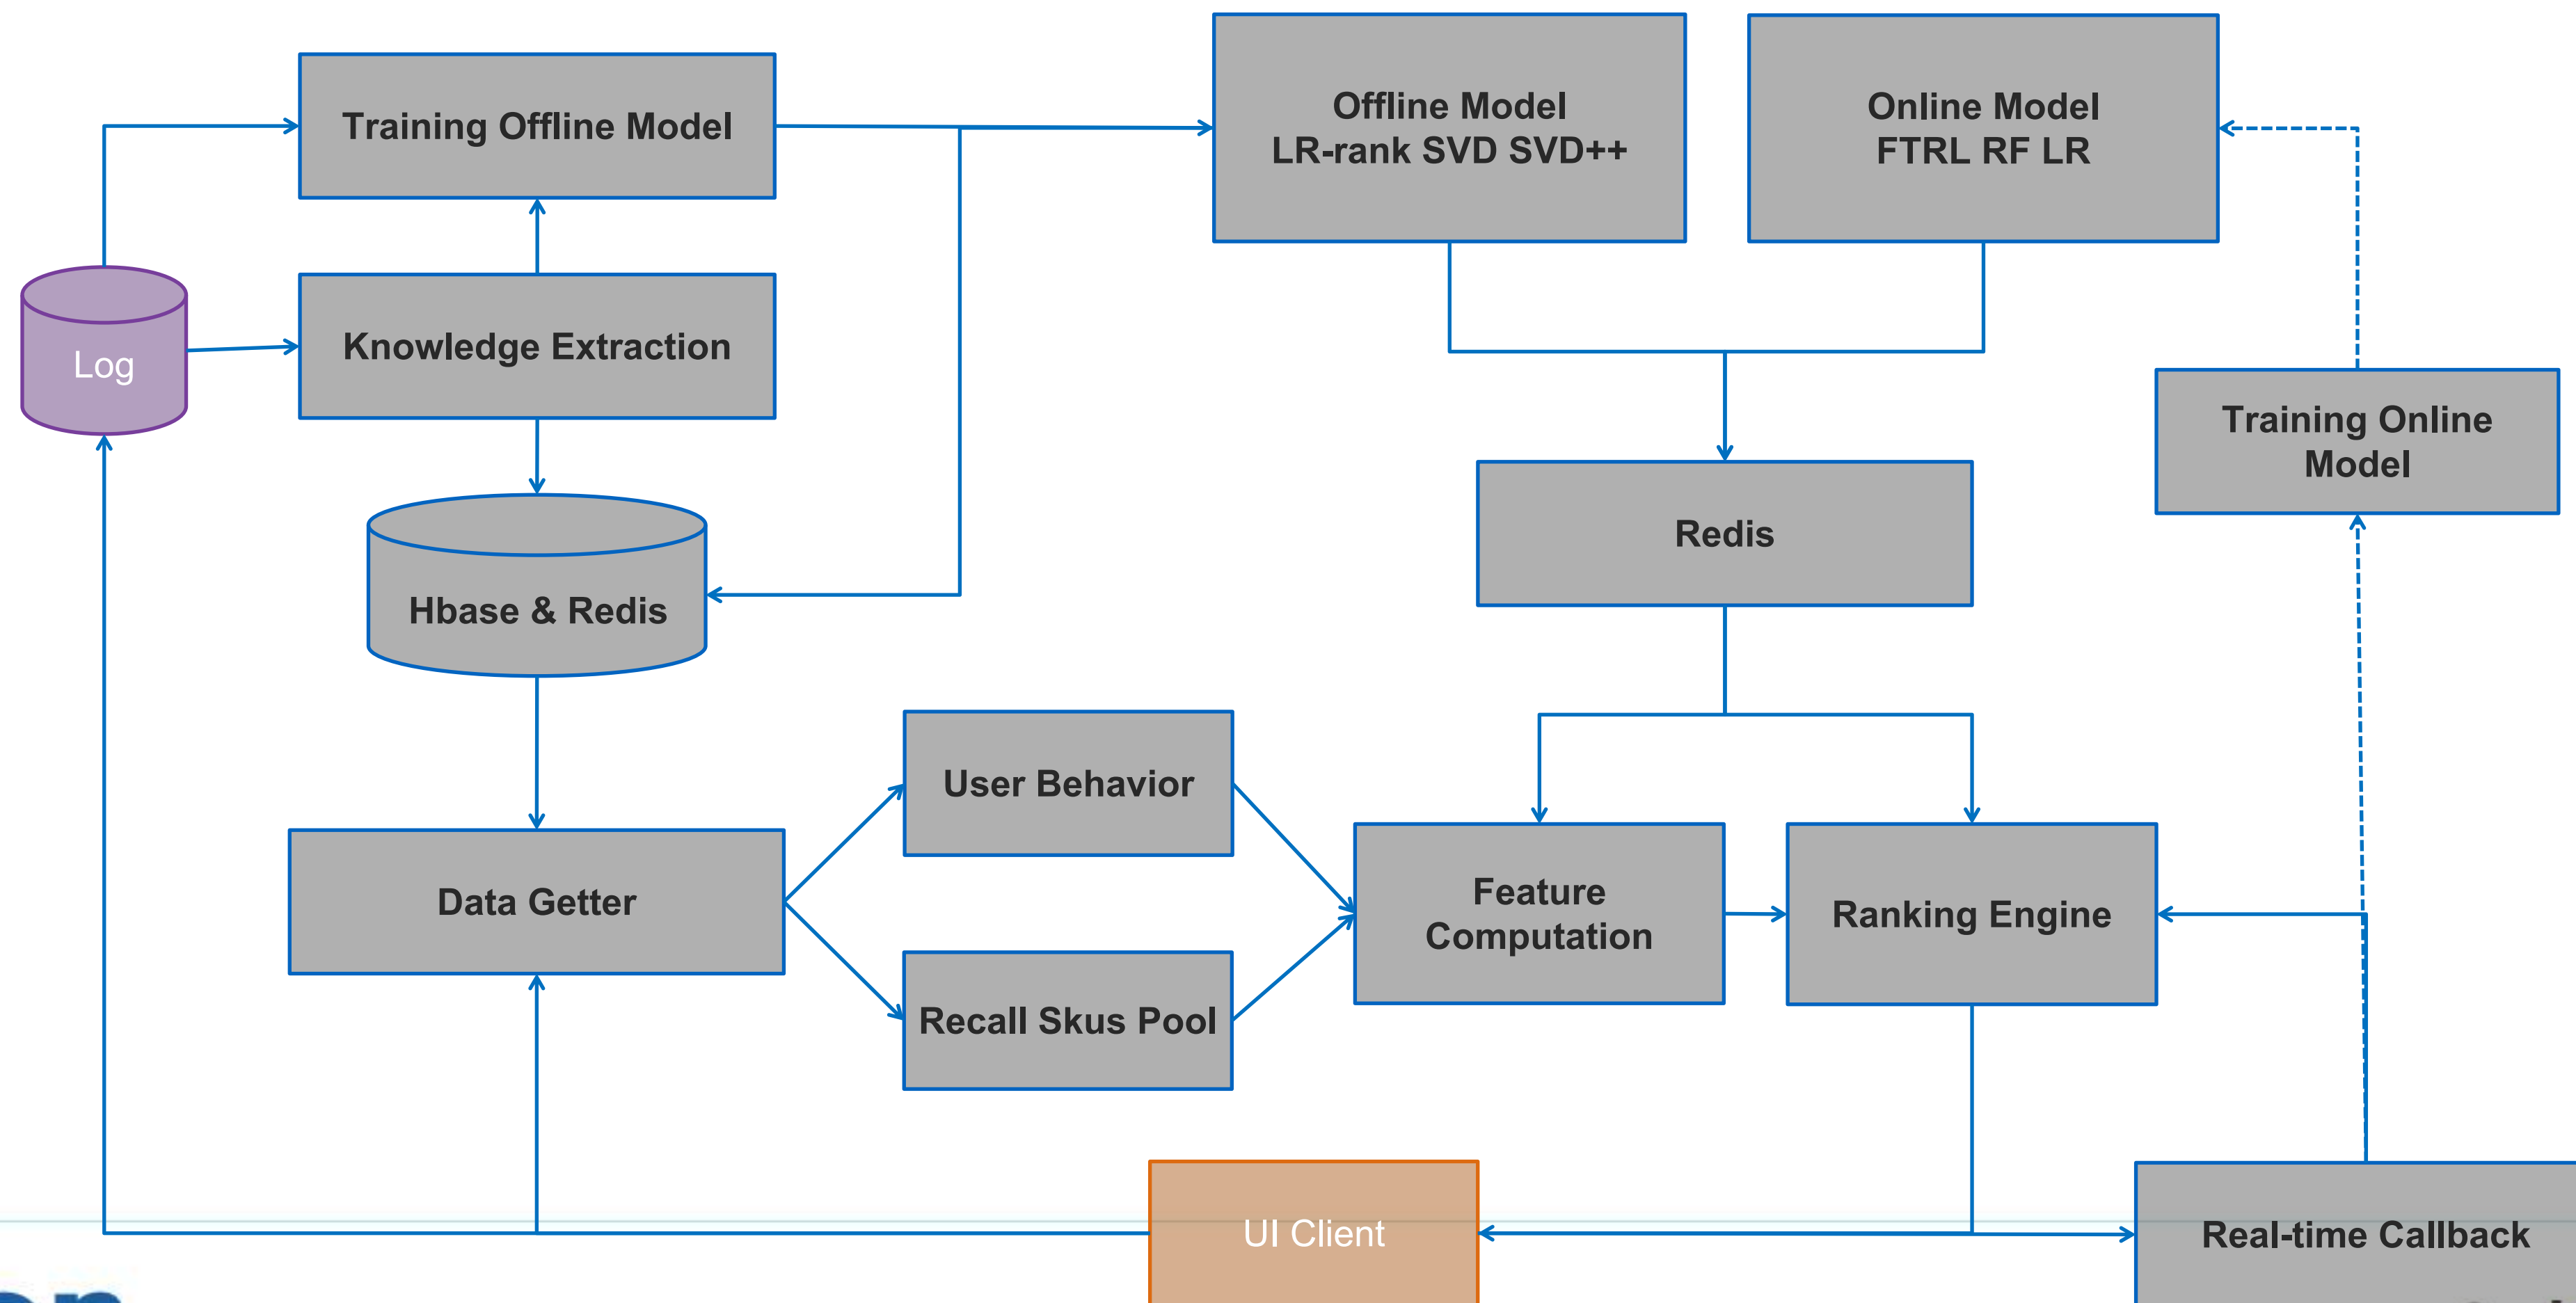 Training Offline Model
Offline Model
LR-rank SVD SVD++
Online Model
FTRL RF LR
Log
Knowledge Extraction
Training Online
Model
Hbase & Redis
Redis
User Behavior
Data Getter
Feature
Computation
Ranking Engine
Recall Skus Pool
UI Client
Real-time Callback